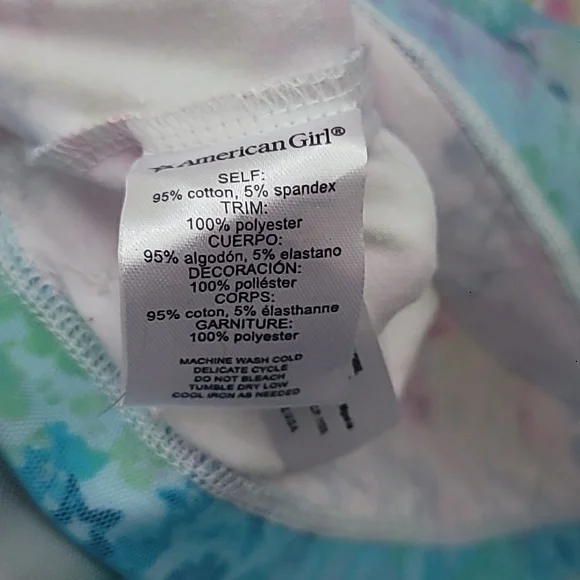 American Girl®
SELF:
95% cotton, 5% spandex
TRIM:
100% polyester
CUERPO:
95% algodón, 5% elastano
DECORACIÓN:
100% poliéster
CORPS:
95% coton, 5% élasthanne
GARNITURE:
100% polyester
MACHINE WASH COLD
DELICATE CYCLE
DO NOT BLEACH
TUMBLE DRY LOW
COOL IRON AS NEEDED